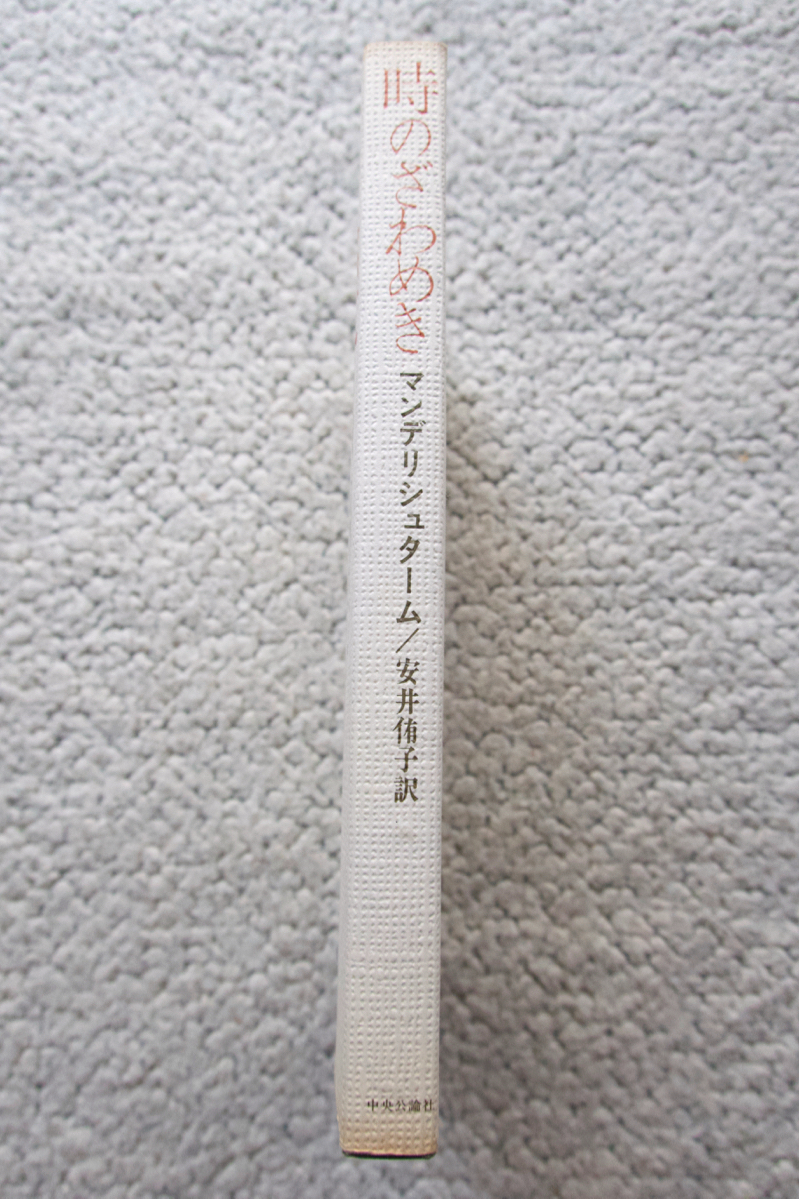 時のざわめき
マンデリシュターム/安井侑子訳
中央公論社